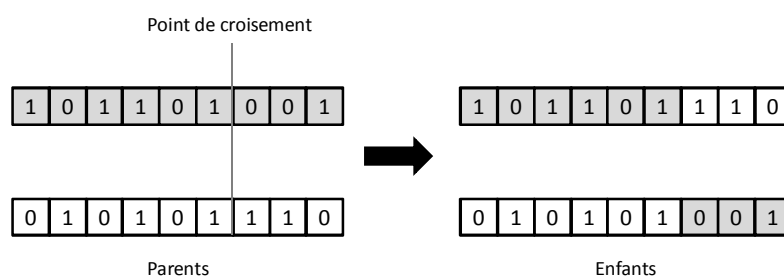 Point de croisement
1 0 1 1 0 1 0 0 1
1 0 1 1 0 1 1 1 0
0 1 0 1 0 1 1 1 0
0 1 0 1 0 1 0 0 1
Parents
Enfants